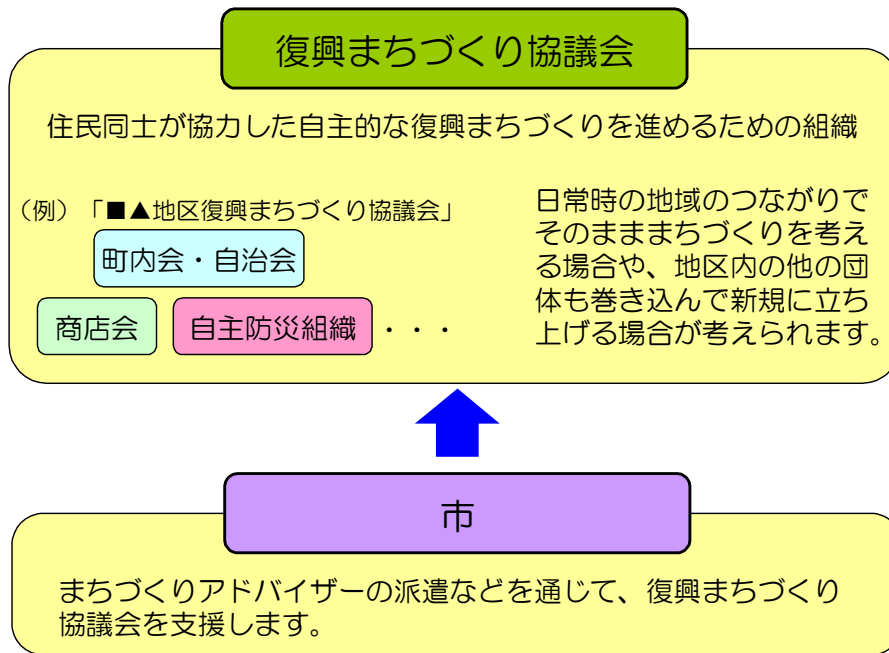 復興まちづくり協議会
住民同士が協力した自主的な復興まちづくりを進めるための組織
（例）「■▲地区復興まちづくり協議会」
町内会・自治会
商店会
自主防災組織
・・・
日常時の地域のつながりで
そのまままちづくりを考え
る場合や、地区内の他の団
体も巻き込んで新規に立ち
上げる場合が考えられます。
市
まちづくりアドバイザーの派遣などを通じて、復興まちづくり
協議会を支援します。